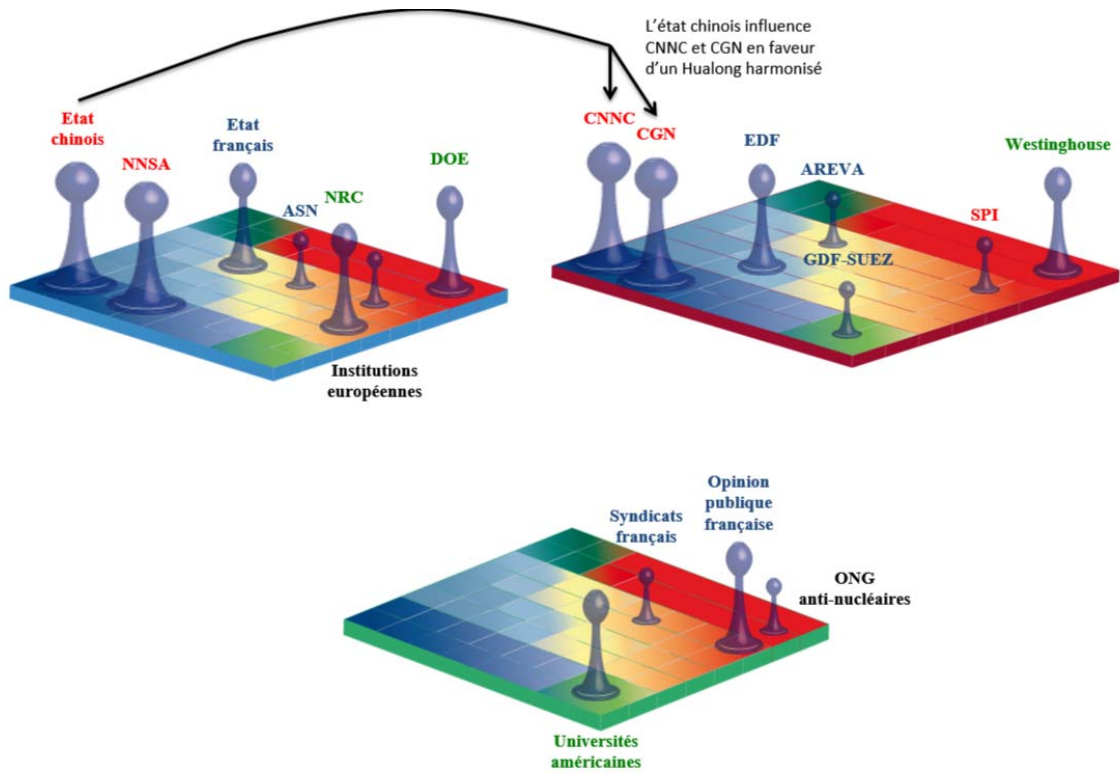 L'état chinois influence
CNNC et CGN en faveur
d'un Hualong harmonisé
Etat
chinois
NNSA
Etat
français
ASN
NRC
DOE
Institutions
européennes
CNNC
CGN
EDF
AREVA
GDF-SUEZ
SPI
Westinghouse
Syndicats
français
Opinion
publique
française
ONG
anti-nucléaires
Universités
américaines